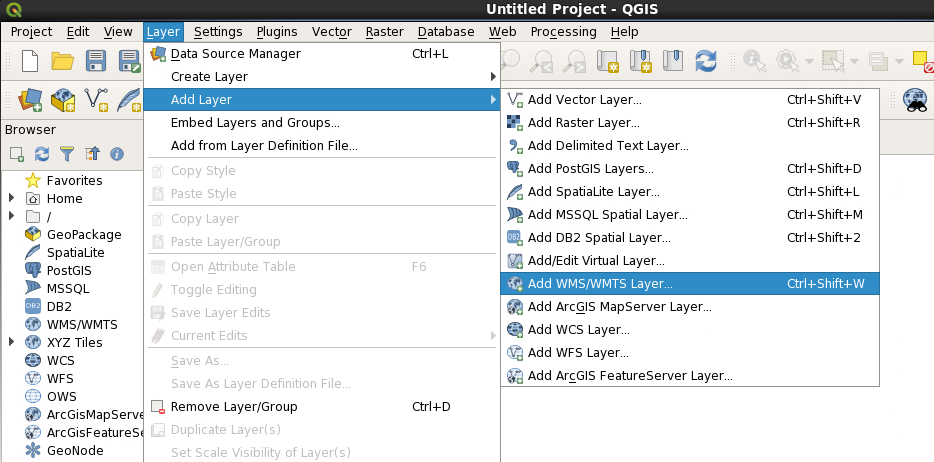 Untitled Project - QGIS
Project Edit View Layer Settings Plugins Vector Raster Database Web Processing Help
Data Source Manager Ctrl+L
Create Layer
Add Layer
Embed Layers and Groups...
Add from Layer Definition File...
Copy Style
Paste Style
Copy Layer
Paste Layer/Group
Open Attribute Table F6
Toggle Editing
Save Layer Edits
Current Edits
Save As...
Save As Layer Definition File...
Remove Layer/Group Ctrl+D
Duplicate Layer(s)
Set Scale Visibility of Layer(s)
Add Vector Layer... Ctrl+Shift+V
Add Raster Layer... Ctrl+Shift+R
Add Delimited Text Layer...
Add PostGIS Layers... Ctrl+Shift+D
Add SpatiaLite Layer... Ctrl+Shift+L
Add MSSQL Spatial Layer... Ctrl+Shift+M
Add DB2 Spatial Layer... Ctrl+Shift+2
Add/Edit Virtual Layer...
Add WMS/WMTS Layer... Ctrl+Shift+W
Add ArcGIS MapServer Layer...
Add WCS Layer...
Add WFS Layer...
Add ArcGIS FeatureServer Layer...
Browser
Favorites
Home
/
GeoPackage
SpatiaLite
PostGIS
MSSQL
DB2
DB2
WMS/WMTS
XYZ Tiles
WCS
WFS
OWS
ArcGisMapServe
ArcGisFeatureSe
GeoNode